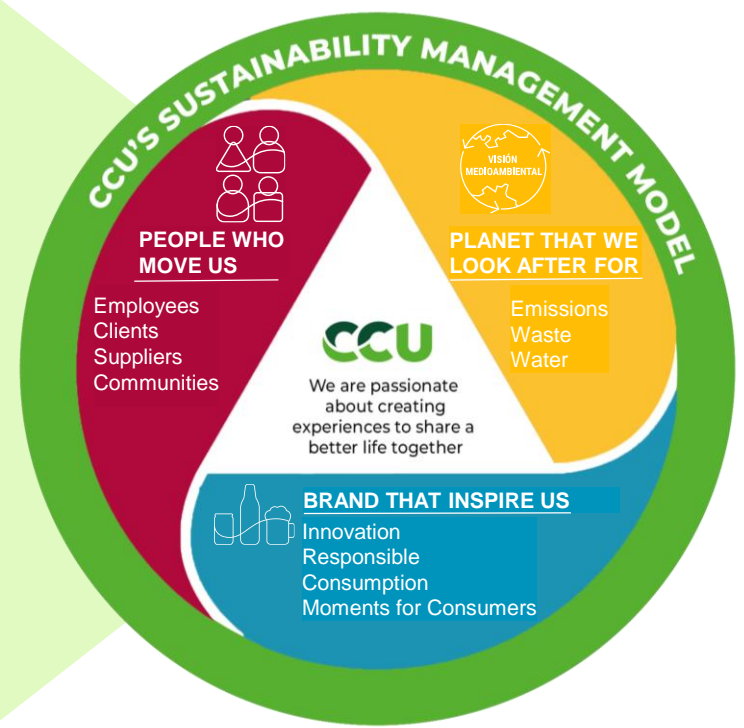 CCU'S SUSTAINABILITY MANAGEMENT MODEL
PEOPLE WHO
MOVE US
Employees
Clients
Suppliers
Communities
VISIÓN
MEDIOAMBIENTAL
PLANET THAT WE
LOOK AFTER FOR
Emissions
Waste
Water
CCU
We are passionate
about creating
experiences to share a
better life together
BRAND THAT INSPIRE US
Innovation
Responsible
Consumption
Moments for Consumers